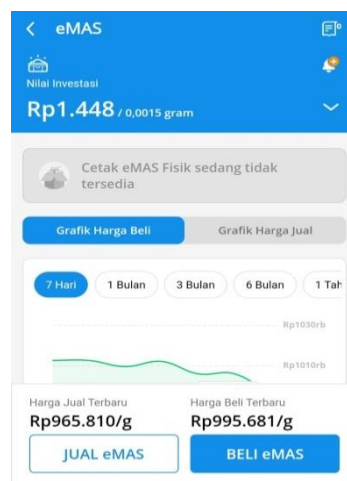 eMAS
Nilai Investasi
Rp1.448 / 0,0015 gram
Cetak eMAS Fisik sedang tidak
tersedia
Grafik Harga Beli Grafik Harga Jual
7 Hari 1 Bulan 3 Bulan 6 Bulan 1 Tah
Rp1030rb
Rp1010rb
Harga Jual Terbaru Harga Beli Terbaru
Rp965.810/g Rp995.681/g
JUAL eMAS BELI eMAS